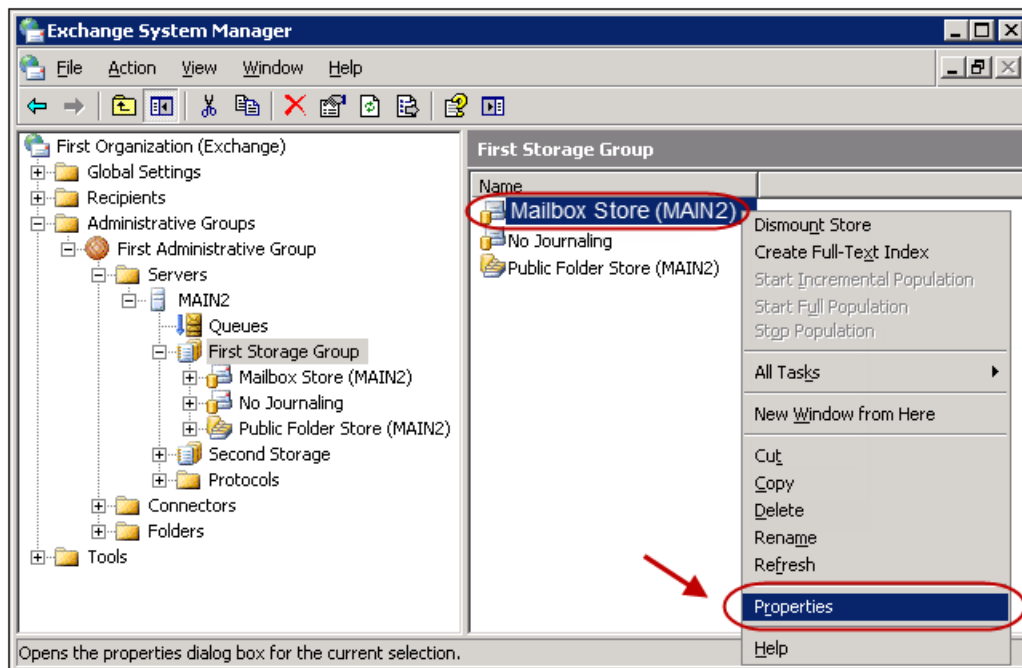 Exchange System Manager
File Action View Window Help
First Organization (Exchange)
Global Settings
Recipients
Administrative Groups
First Administrative Group
Servers
MAIN2
Queues
First Storage Group
Mailbox Store (MAIN2)
No Journaling
Public Folder Store (MAIN2)
Second Storage
Protocols
Connectors
Folders
Tools
First Storage Group
Name
Mailbox Store (MAIN2)
No Journaling
Public Folder Store (MAIN2)
Dismount Store
Create Full-Text Index
Start Incremental Population
Start Full Population
Stop Population
All Tasks
New Window from Here
Cut
Copy
Delete
Rename
Refresh
Properties
Help
Opens the properties dialog box for the current selection.